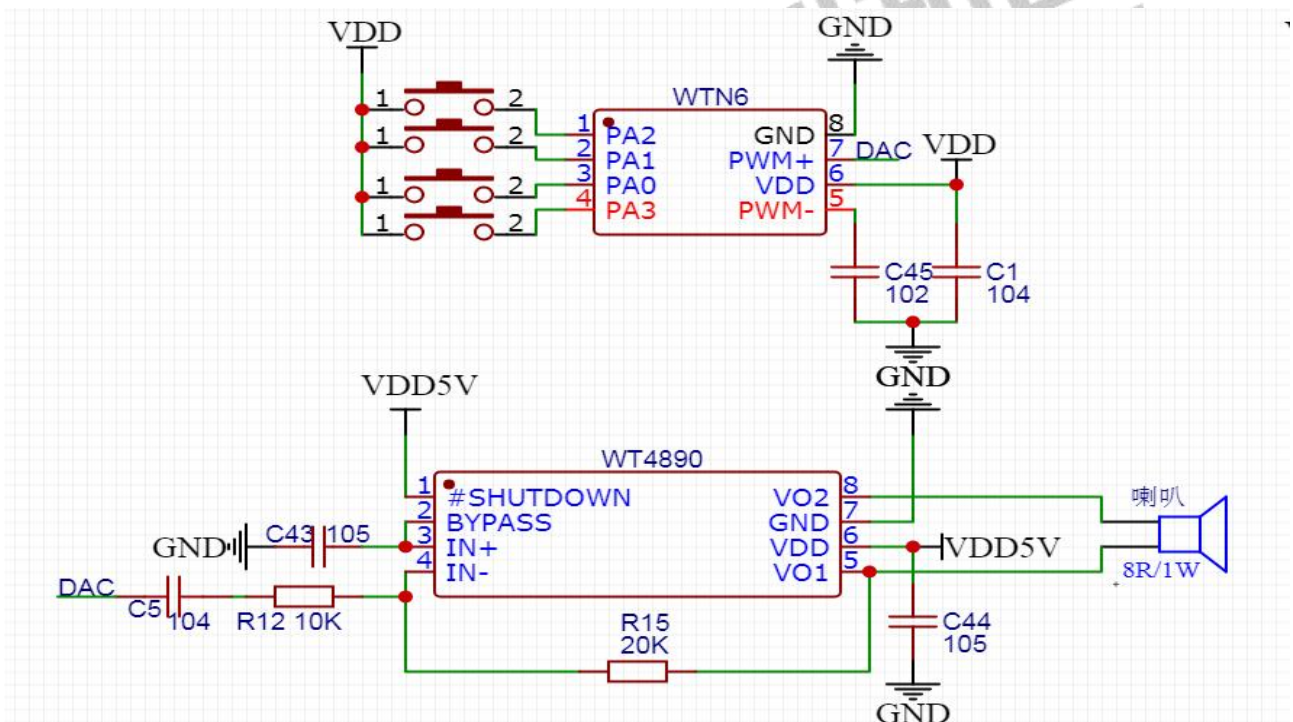 VDD
GND
1 2
1 2
1 2
1 2
WTN6
1 PA2
2 PA1
3 PA0
4 PA3
GND 8
PWM+ 7 DAC
VDD 6
PWM- 5
VDD
C45
102
C1
104
GND
VDD5V
GND
WT4890
1 #SHUTDOWN
2 BYPASS
3 IN+
4 IN-
VO2 8
GND 7
VDD 6
VO1 5
GND
C43 105
DAC
C5 104
R12 10K
R15
20K
VDD5V
喇叭
8R/1W
C44
105
GND